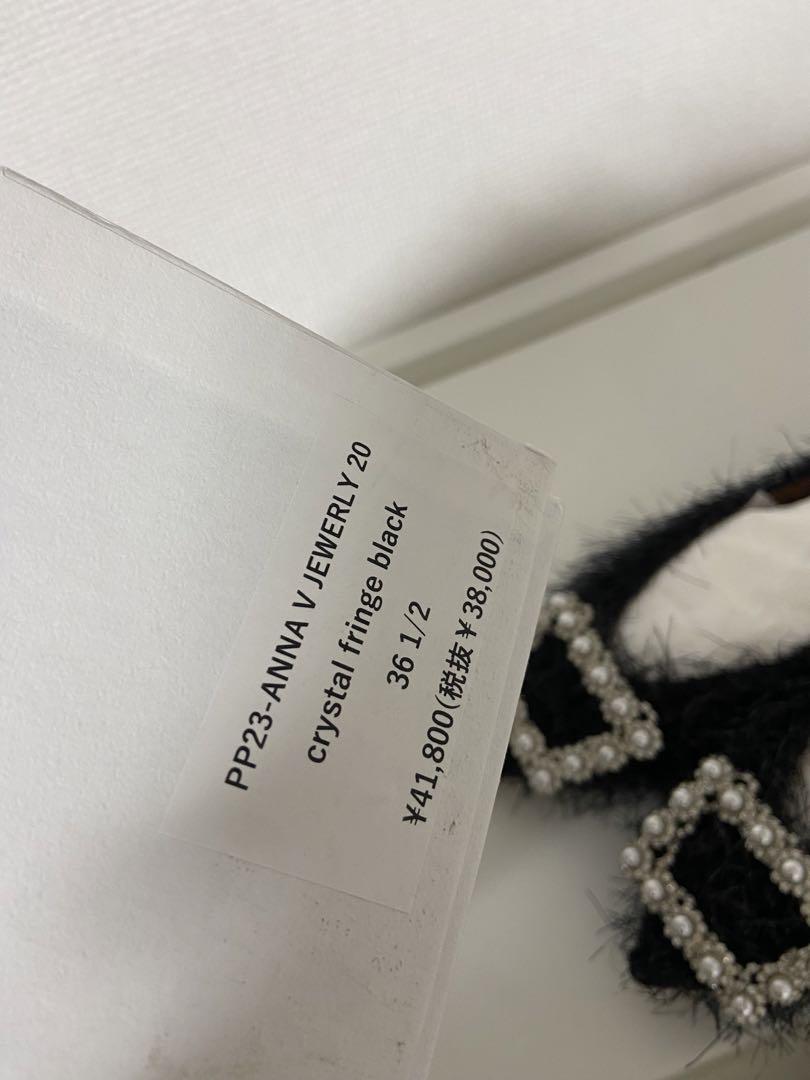 PP23-ANNA V JEWERLY 20
crystal fringe black
36 1/2
¥41,800(税抜¥38,000)